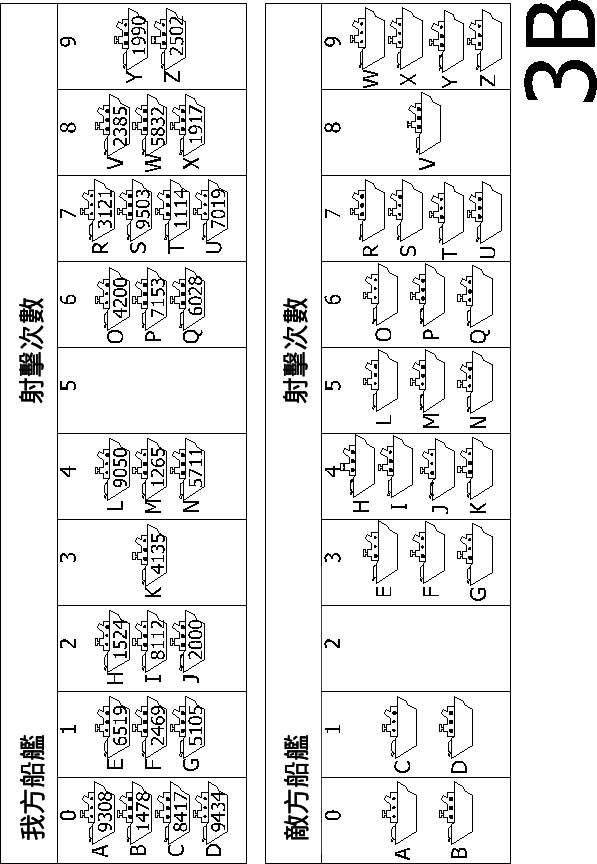 3B
我方船艦 射擊次數
0 1 2 3 4 5 6 7 8 9
A 9308
B 1478
C 8417
D 9434
E 6519
F 2469
G 5105
H 1524
I 8112
J 2000
K 4135
L 9050
M 1265
N 5711
O 4200
P 7153
Q 6028
R 3121
S 9503
T 1114
U 7019
V 2385
W 5832
X 1917
Y 1990
Z 2502
敵方船艦 射擊次數
0 1 2 3 4 5 6 7 8 9
A
B
C
D
E
F
G
H
I
J
K
L
M
N
O
P
Q
R
S
T
U
V
W
X
Y
Z